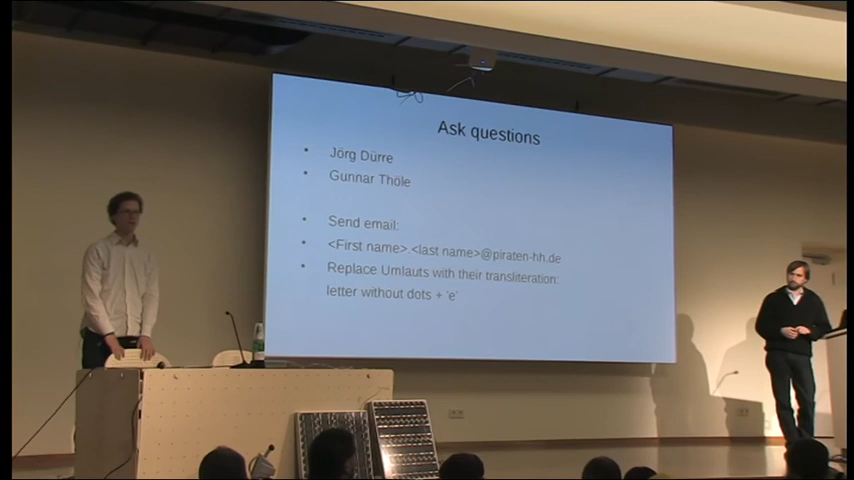 Ask questions
Jörg Dürre
Gunnar Thöle
Send email:
<First name>.<last name>@piraten-hh.de
Replace Umlauts with their transliteration:
letter without dots + 'e'